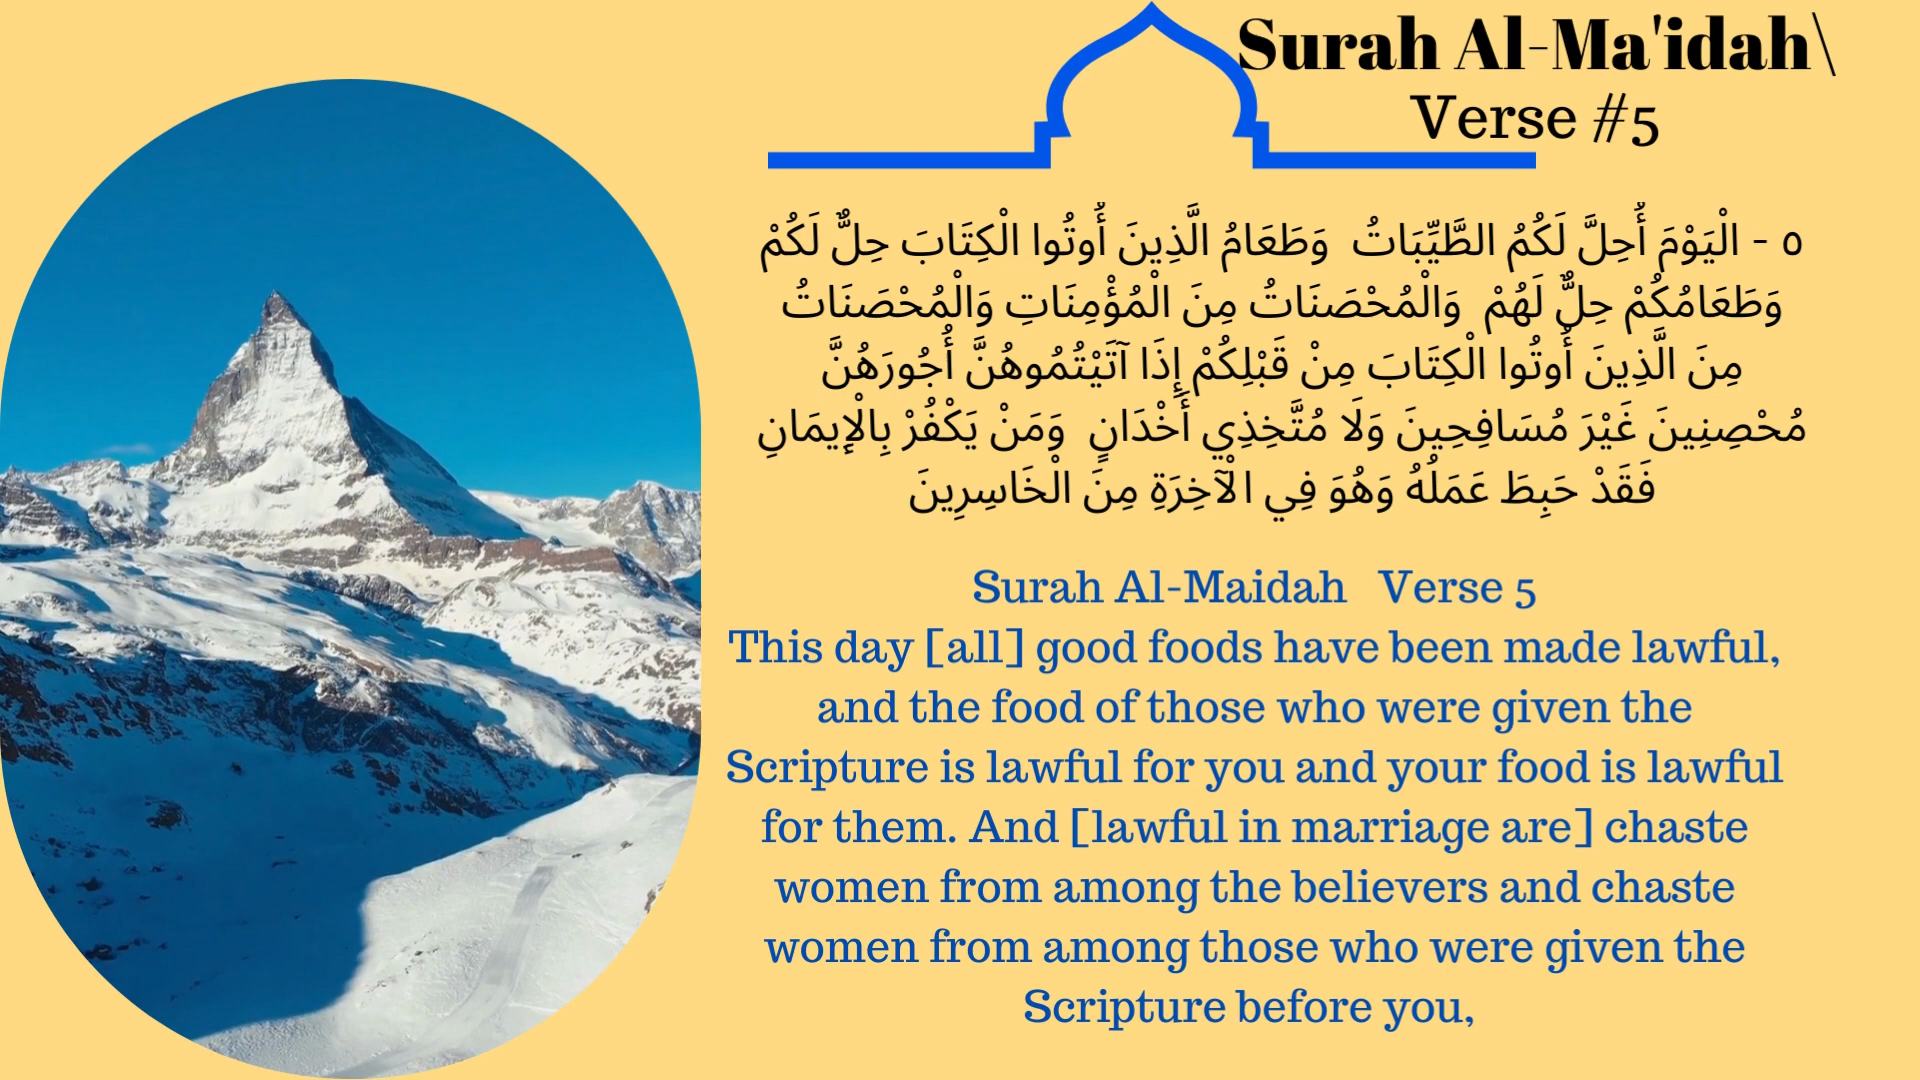 Surah Al-Ma'idah\
Verse #5
٥ - الْيَوْمَ أُحِلَّ لَكُمُ الطَّيِّبَاتُ  وَطَعَامُ الَّذِينَ أُوتُوا الْكِتَابَ حِلٌّ لَكُمْ
وَطَعَامُكُمْ حِلٌّ لَهُمْ  وَالْمُحْصَنَاتُ مِنَ الْمُؤْمِنَاتِ وَالْمُحْصَنَاتُ
مِنَ الَّذِينَ أُوتُوا الْكِتَابَ مِنْ قَبْلِكُمْ إِذَا آتَيْتُمُوهُنَّ أُجُورَهُنَّ
مُحْصِنِينَ غَيْرَ مُسَافِحِينَ وَلَا مُتَّخِذِي أَخْدَانٍ  وَمَنْ يَكْفُرْ بِالْإِيمَانِ
فَقَدْ حَبِطَ عَمَلُهُ وَهُوَ فِي الْآخِرَةِ مِنَ الْخَاسِرِينَ
Surah Al-Maidah   Verse 5
This day [all] good foods have been made lawful,
and the food of those who were given the
Scripture is lawful for you and your food is lawful
for them. And [lawful in marriage are] chaste
women from among the believers and chaste
women from among those who were given the
Scripture before you,